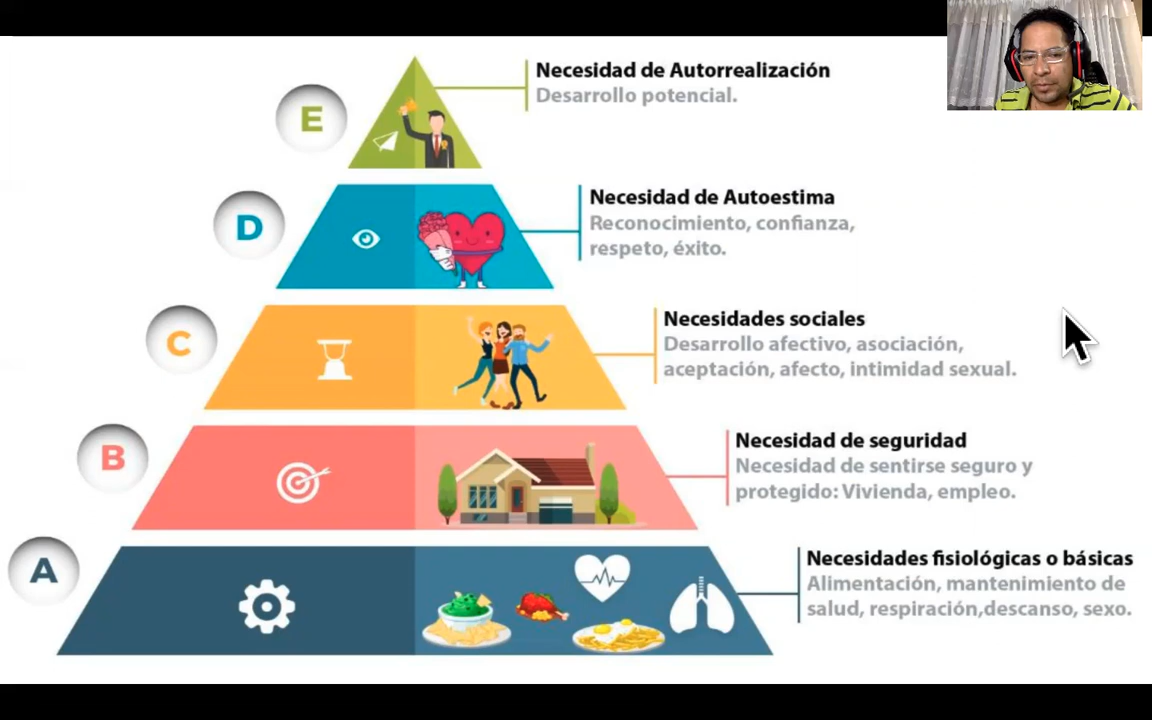 E
Necesidad de Autorrealización
Desarrollo potencial.
D
Necesidad de Autoestima
Reconocimiento, confianza,
respeto, éxito.
C
Necesidades sociales
Desarrollo afectivo, asociación,
aceptación, afecto, intimidad sexual.
B
Necesidad de seguridad
Necesidad de sentirse seguro y
protegido: Vivienda, empleo.
A
Necesidades fisiológicas o básicas
Alimentación, mantenimiento de
salud, respiración,descanso, sexo.